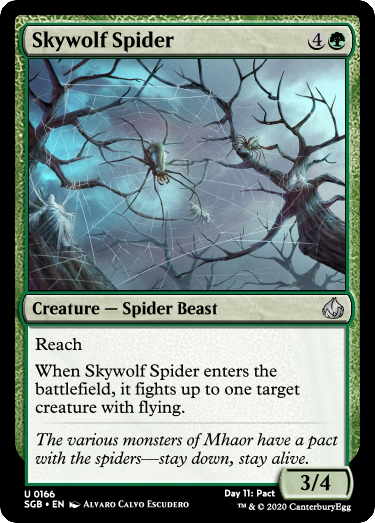 Skywolf Spider 4
Creature — Spider Beast
Reach
When Skywolf Spider enters the
battlefield, it fights up to one target
creature with flying.
The various monsters of Mhaor have a pact
with the spiders—stay down, stay alive.
3/4
U 0166 Day 11: Pact
SGB • EN Alvaro Calvo Escudero ™ & © 2020 CanterburyEgg